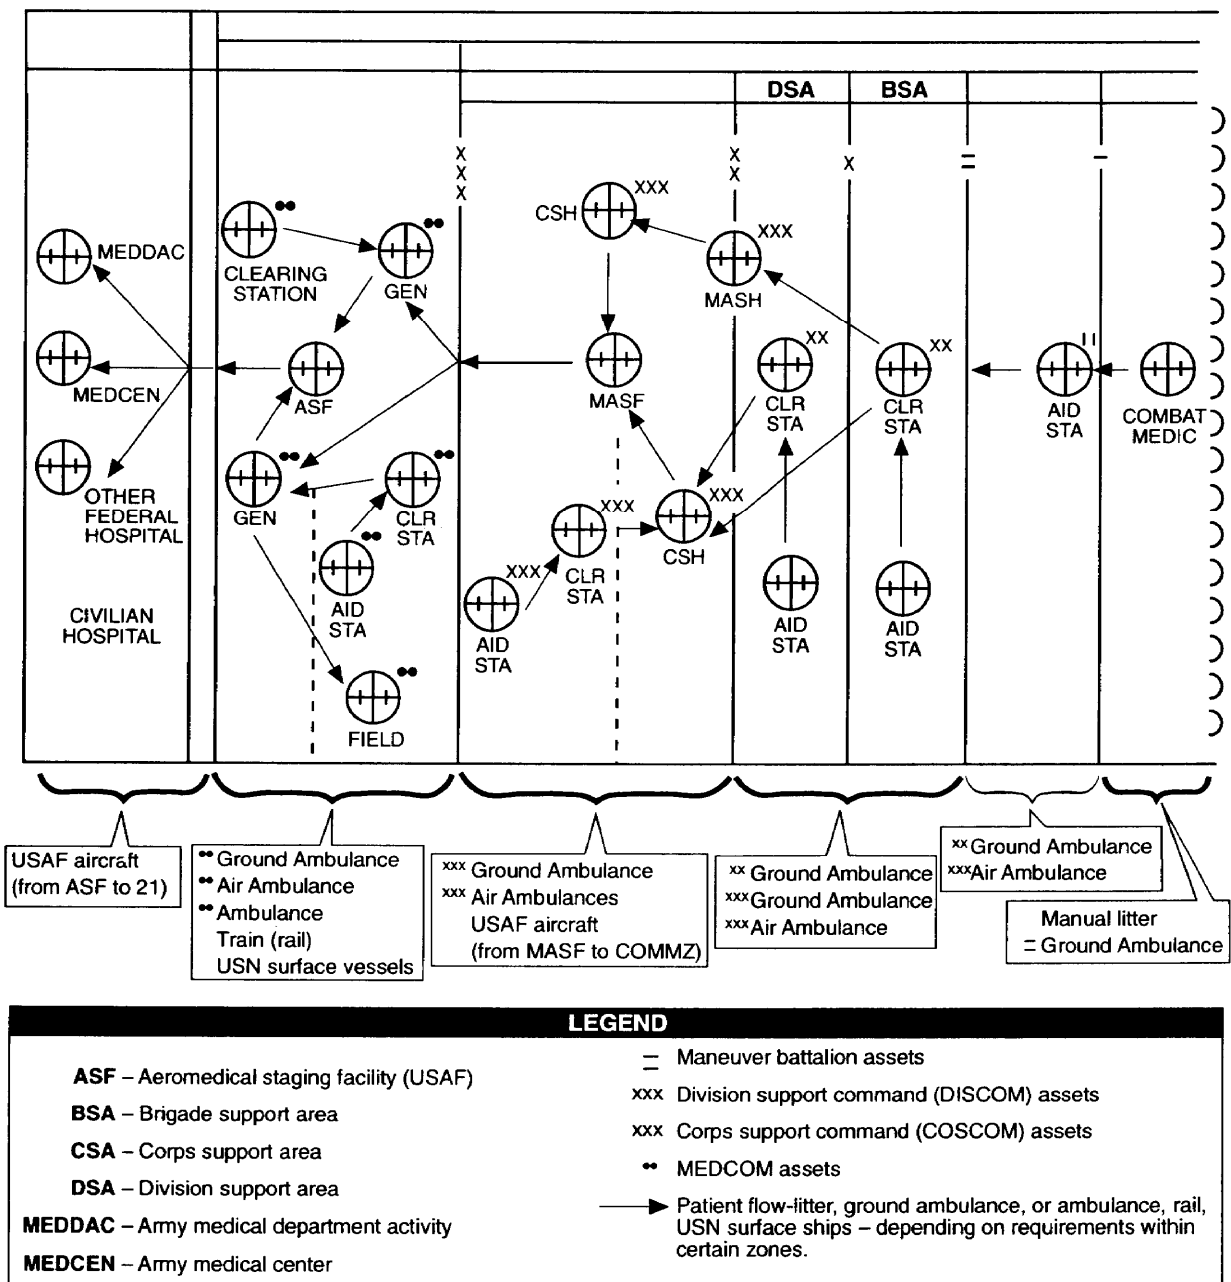 DSA
BSA
X
X
X
X
X
X
XXX
CSH
XXX
MASH
MEDDAC
CLEARING
STATION
GEN
MEDCEN
ASF
MASF
XX
CLR
STA
XX
CLR
STA
II
AID
STA
COMBAT
MEDIC
OTHER
FEDERAL
HOSPITAL
GEN
CLR
STA
XXX
CLR
STA
XXX
CSH
AID
STA
XXX
AID
STA
AID
STA
AID
STA
CIVILIAN
HOSPITAL
FIELD
USAF aircraft
(from ASF to 21)
•• Ground Ambulance
•• Air Ambulance
•• Ambulance
Train (rail)
USN surface vessels
xxx Ground Ambulance
xxx Air Ambulances
USAF aircraft
(from MASF to COMMZ)
xx Ground Ambulance
xxx Ground Ambulance
xxx Air Ambulance
xx Ground Ambulance
xxx Air Ambulance
Manual litter
= Ground Ambulance
LEGEND
ASF – Aeromedical staging facility (USAF)
BSA – Brigade support area
CSA – Corps support area
DSA – Division support area
MEDDAC – Army medical department activity
MEDCEN – Army medical center
= Maneuver battalion assets
xxx Division support command (DISCOM) assets
xxx Corps support command (COSCOM) assets
•• MEDCOM assets
Patient flow-litter, ground ambulance, or ambulance, rail,
USN surface ships – depending on requirements within
certain zones.